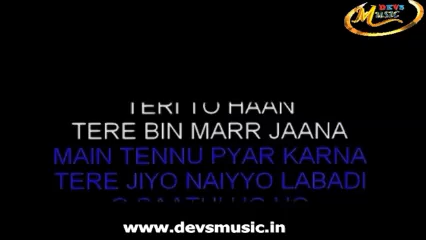 DEVS
MUSIC
TERI TO HAAN
TERE BIN MARR JAANA
MAIN TENNU PYAR KARNA
TERE JIYO NAIYYO LABADI
www.devsmusic.in